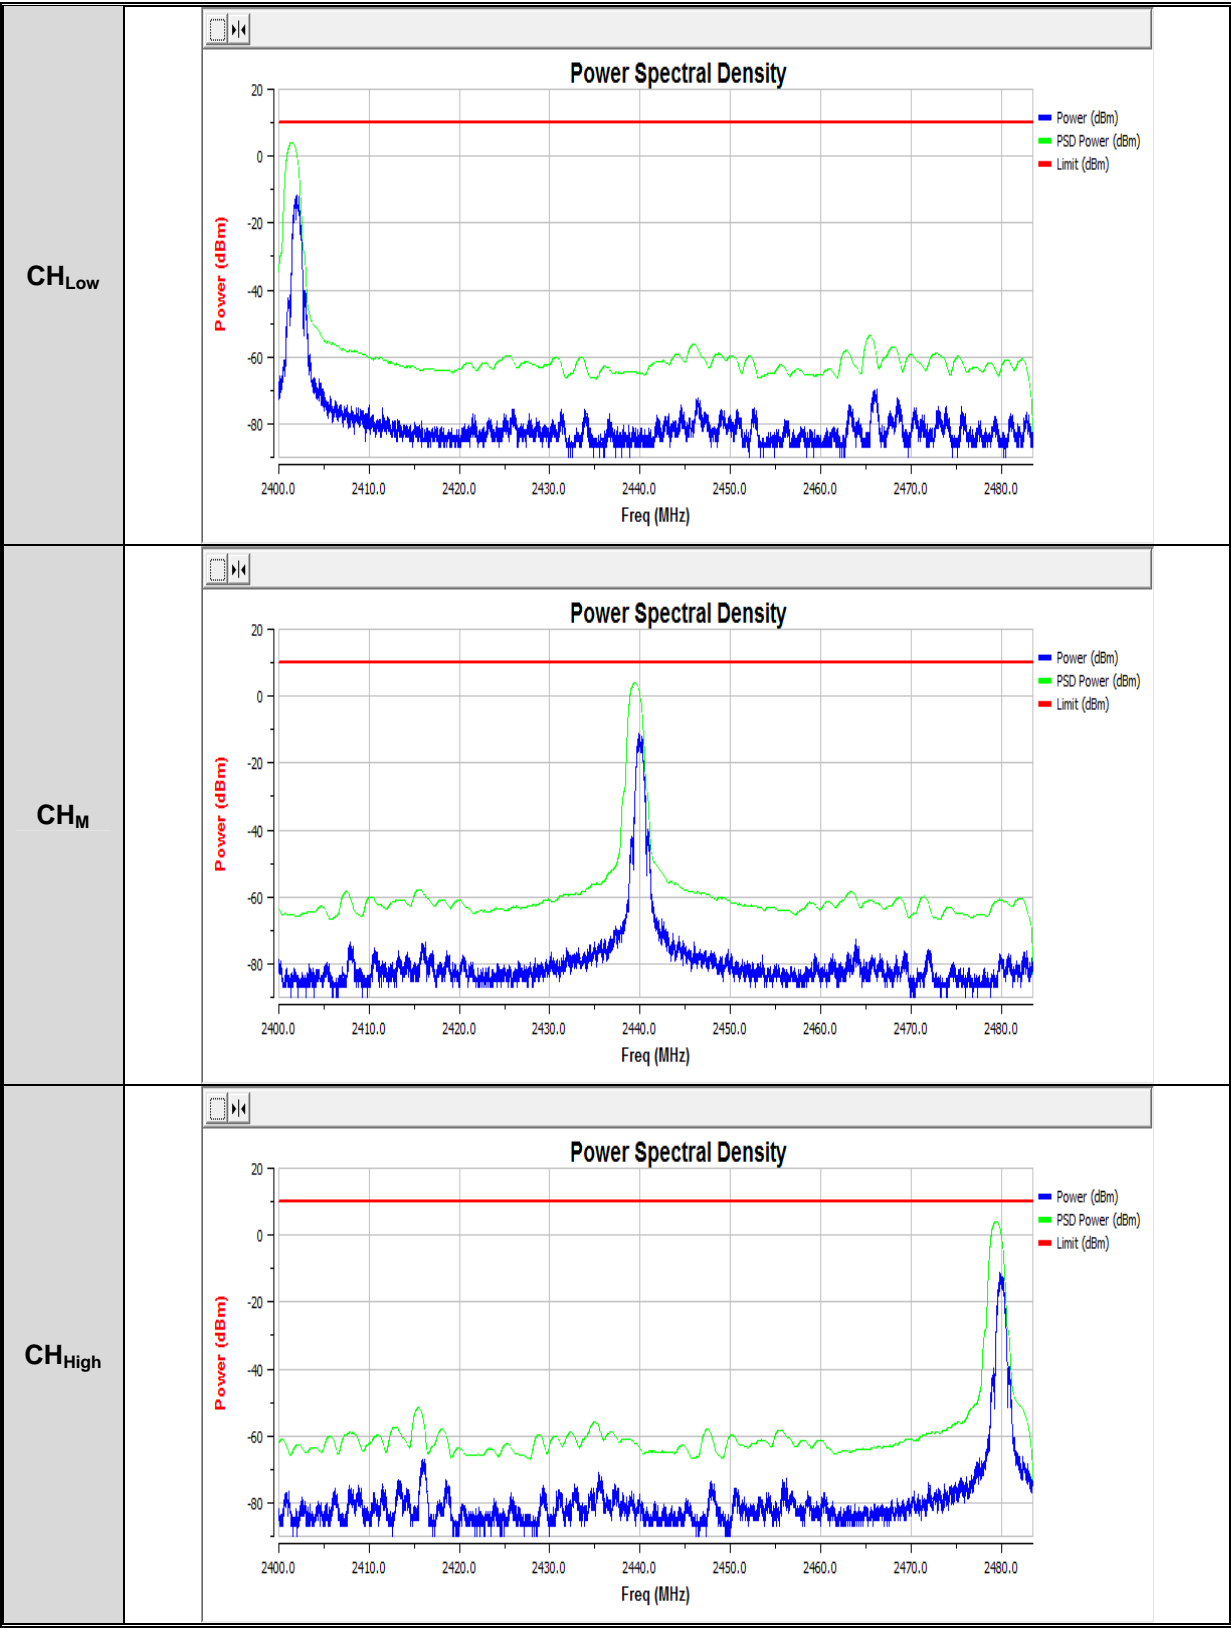 CHLow
Power Spectral Density
Power (dBm)
20
0
-20
-40
-60
-80
2400.0 2410.0 2420.0 2430.0 2440.0 2450.0 2460.0 2470.0 2480.0
Freq (MHz)
Power (dBm)
PSD Power (dBm)
Limit (dBm)
CHM
Power Spectral Density
Power (dBm)
20
0
-20
-40
-60
-80
2400.0 2410.0 2420.0 2430.0 2440.0 2450.0 2460.0 2470.0 2480.0
Freq (MHz)
Power (dBm)
PSD Power (dBm)
Limit (dBm)
CHHigh
Power Spectral Density
Power (dBm)
20
0
-20
-40
-60
-80
2400.0 2410.0 2420.0 2430.0 2440.0 2450.0 2460.0 2470.0 2480.0
Freq (MHz)
Power (dBm)
PSD Power (dBm)
Limit (dBm)